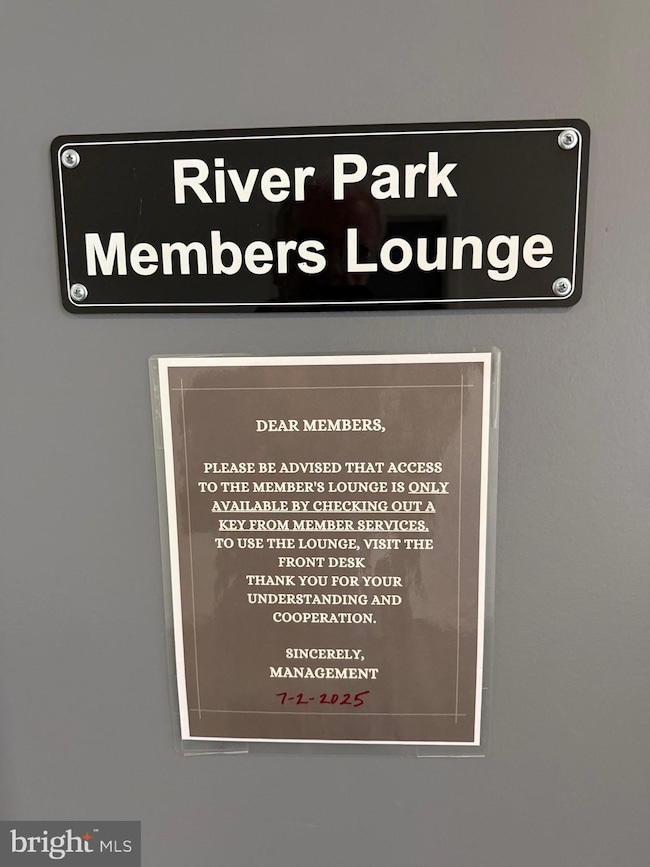 River Park
Members Lounge
DEAR MEMBERS,
PLEASE BE ADVISED THAT ACCESS
TO THE MEMBER'S LOUNGE IS ONLY
AVAILABLE BY CHECKING OUT A
KEY FROM MEMBER SERVICES.
TO USE THE LOUNGE, VISIT THE
FRONT DESK
THANK YOU FOR YOUR
UNDERSTANDING AND
COOPERATION.
SINCERELY,
MANAGEMENT
7-2-2025
bright™ MLS